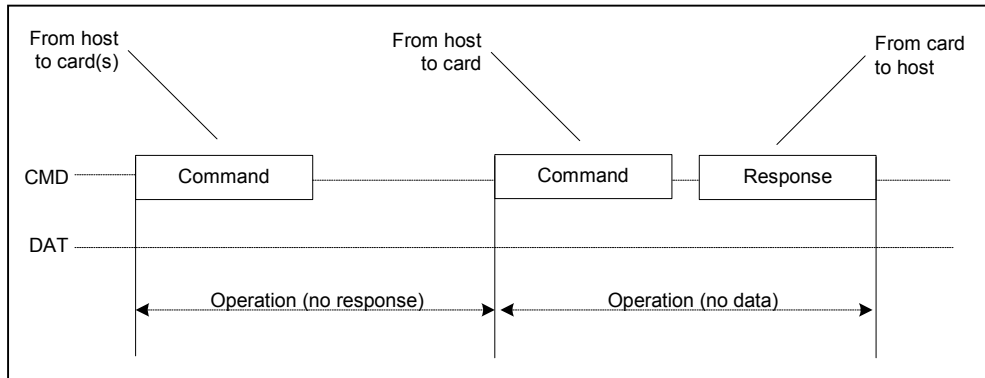 From host
to card(s)
From host
to card
From card
to host
CMD
Command
Command
Response
DAT
Operation (no response)
Operation (no data)